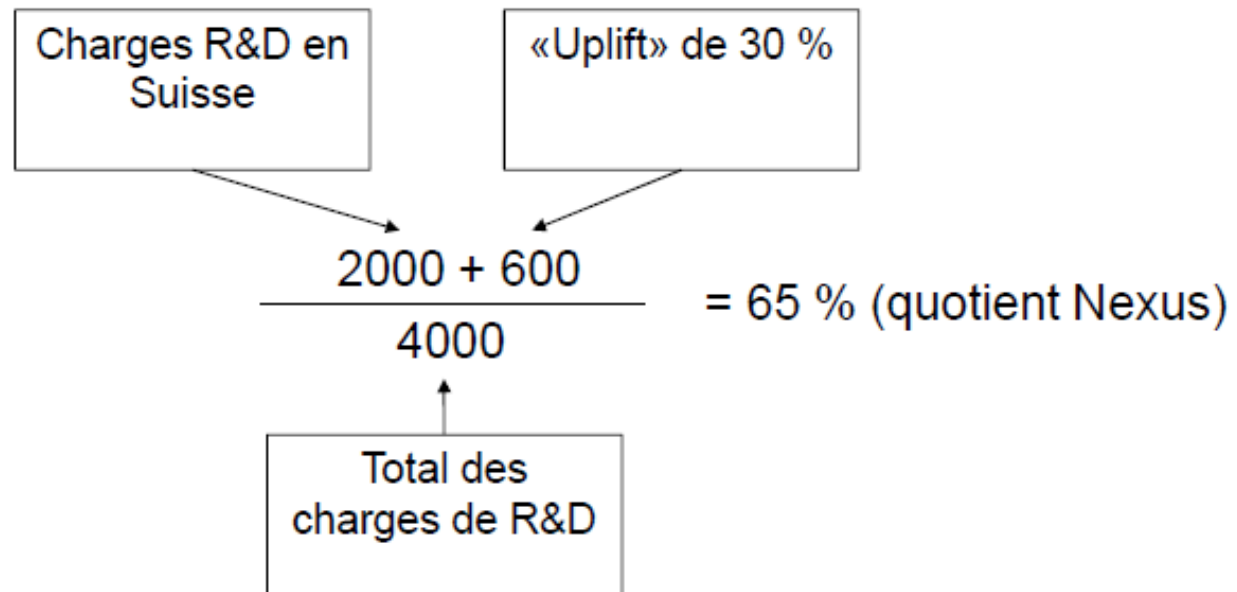 Charges R&D en
Suisse
«Uplift» de 30 %
2000 + 600
4000
= 65 % (quotient Nexus)
Total des
charges de R&D